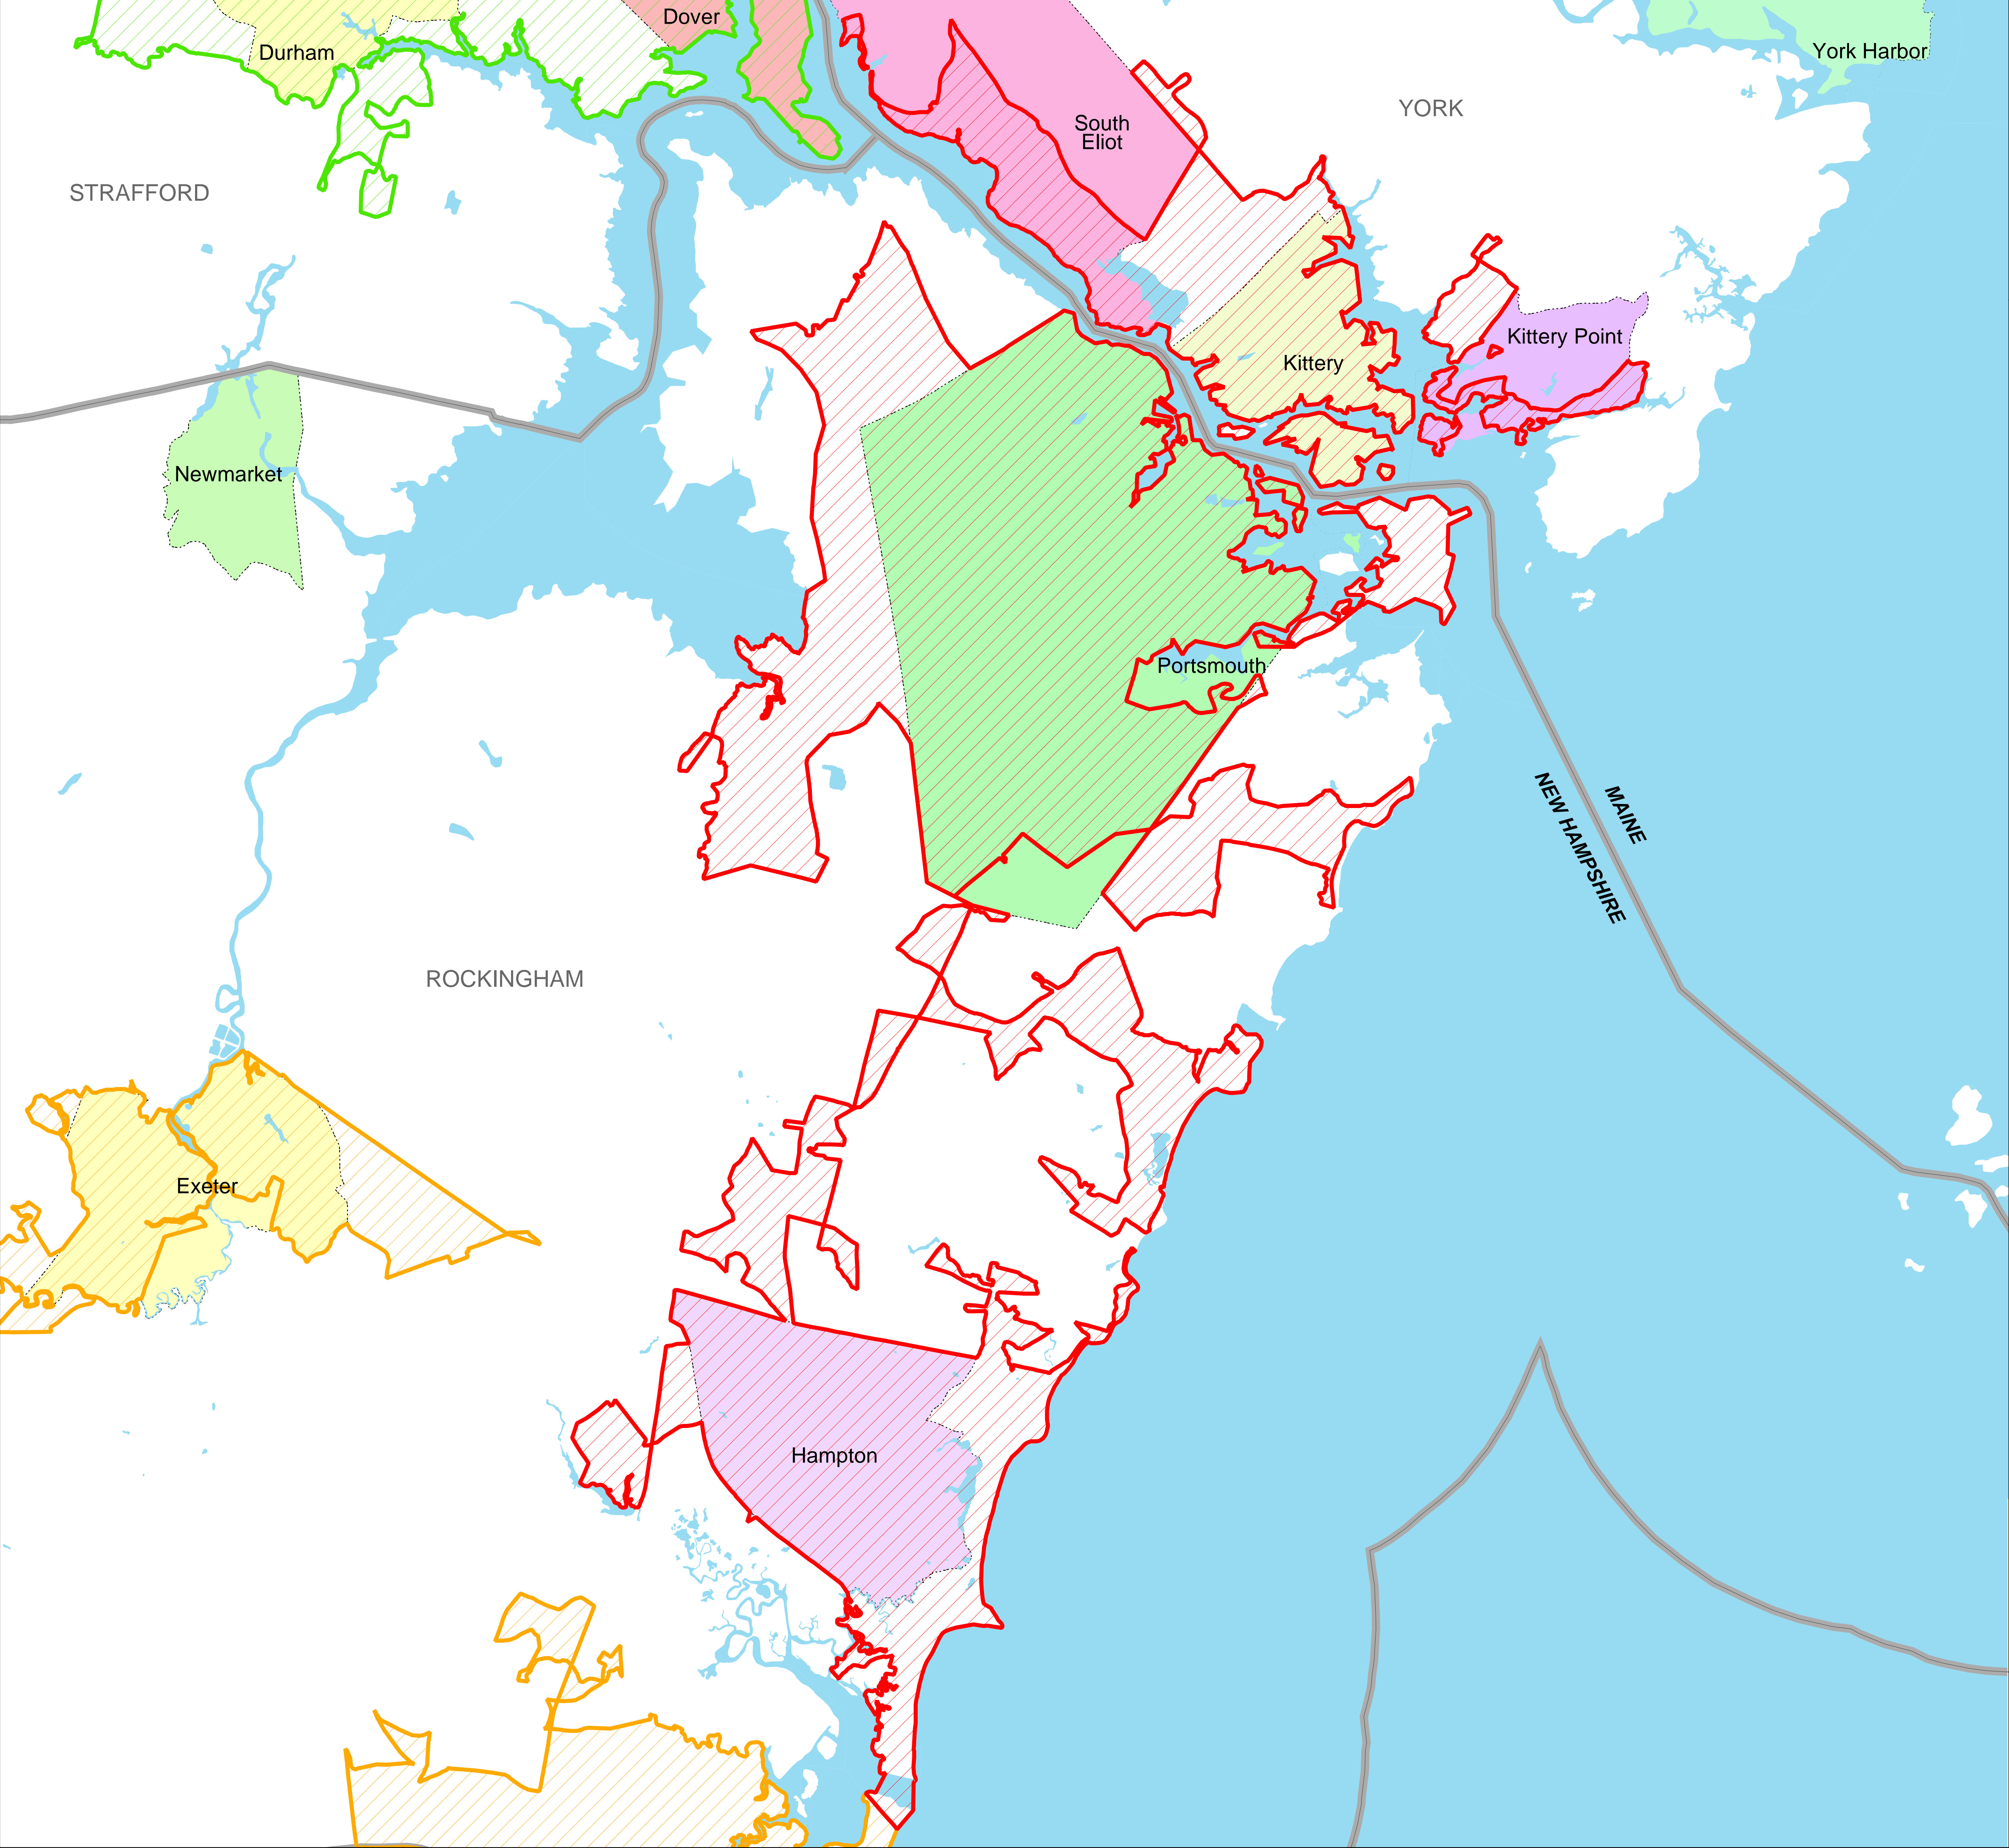 Dover
Durham
York Harbor
YORK
South
Eliot
STRAFFORD
Kittery Point
Kittery
Newmarket
Portsmouth
MAINE
NEW HAMPSHIRE
ROCKINGHAM
Exeter
Hampton